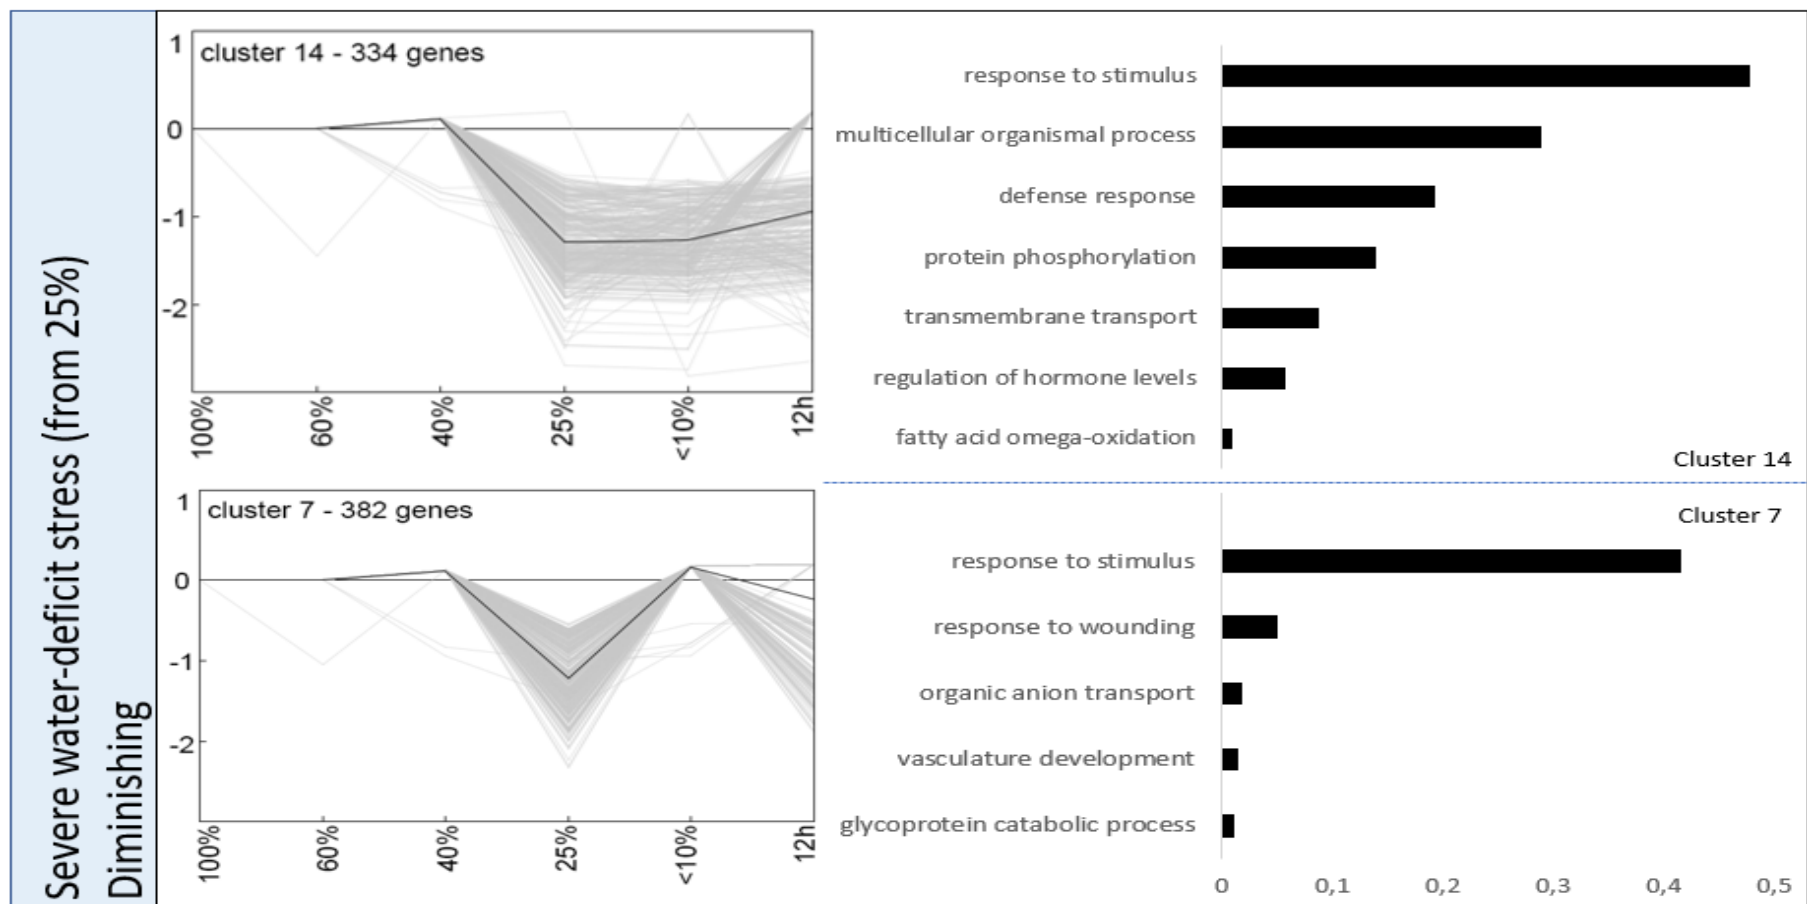 Severe water-deficit stress (from 25%)
Diminishing
cluster 14 - 334 genes
1
0
-1
-2
100%
60%
40%
25%
<10%
12h
response to stimulus
multicellular organismal process
defense response
protein phosphorylation
transmembrane transport
regulation of hormone levels
fatty acid omega-oxidation
Cluster 14
cluster 7 - 382 genes
1
0
-1
-2
100%
60%
40%
25%
<10%
12h
Cluster 7
response to stimulus
response to wounding
organic anion transport
vasculature development
glycoprotein catabolic process
0 0,1 0,2 0,3 0,4 0,5